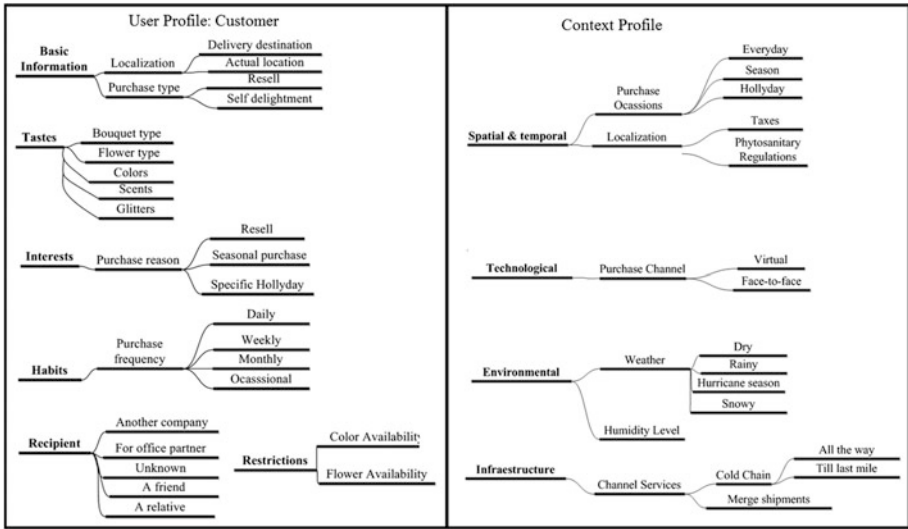 User Profile: Customer
Basic
Information
Localization
Delivery destination
Actual location
Purchase type
Resell
Self delightment
Tastes
Bouquet type
Flower type
Colors
Scents
Glitters
Interests
Purchase reason
Resell
Seasonal purchase
Specific Hollyday
Habits
Purchase
frequency
Daily
Weekly
Monthly
Ocasssional
Recipient
Another company
For office partner
Unknown
A friend
A relative
Restrictions
Color Availability
Flower Availability
Context Profile
Spatial & temporal
Purchase
Ocassions
Everyday
Season
Hollyday
Localization
Taxes
Phytosanitary
Regulations
Technological
Purchase Channel
Virtual
Face-to-face
Environmental
Weather
Dry
Rainy
Hurricane season
Snowy
Humidity Level
Infraestructure
Channel Services
Cold Chain
All the way
Till last mile
Merge shipments